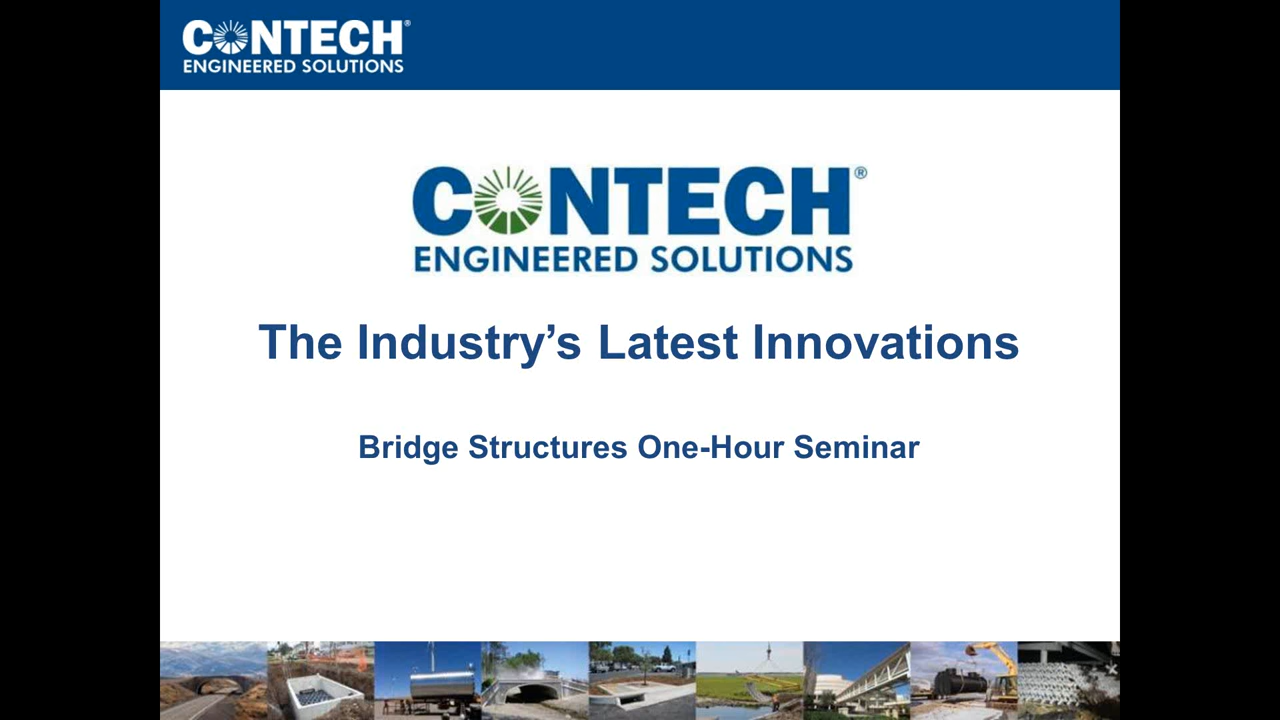 CONTECH®
ENGINEERED SOLUTIONS
CONTECH®
ENGINEERED SOLUTIONS
The Industry’s Latest Innovations
Bridge Structures One-Hour Seminar